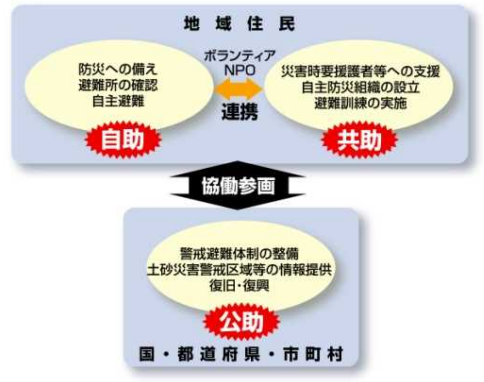 地域住民
防災への備え
避難所の確認
自主避難
自助
ボランティア
NPO
連携
災害時要援護者等への支援
自主防災組織の設立
避難訓練の実施
共助
協働参画
警戒避難体制の整備
土砂災害警戒区域等の情報提供
復旧・復興
公助
国・都道府県・市町村